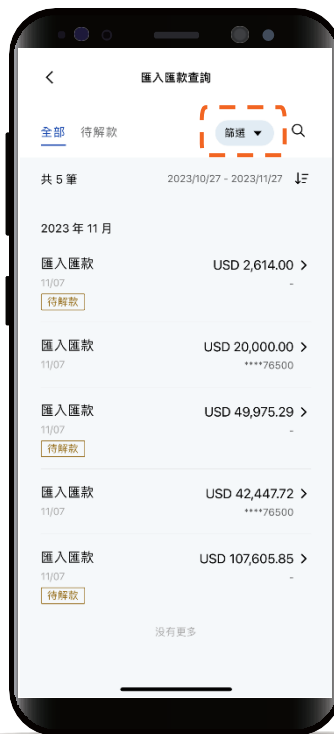 匯入匯款查詢
全部 待解款 篩選
共 5 筆 2023/10/27 - 2023/11/27
2023 年 11 月
匯入匯款 USD 2,614.00
11/07 -
待解款
匯入匯款 USD 20,000.00
11/07 ****76500
匯入匯款 USD 49,975.29
11/07 -
待解款
匯入匯款 USD 42,447.72
11/07 ****76500
匯入匯款 USD 107,605.85
11/07 -
待解款
沒有更多